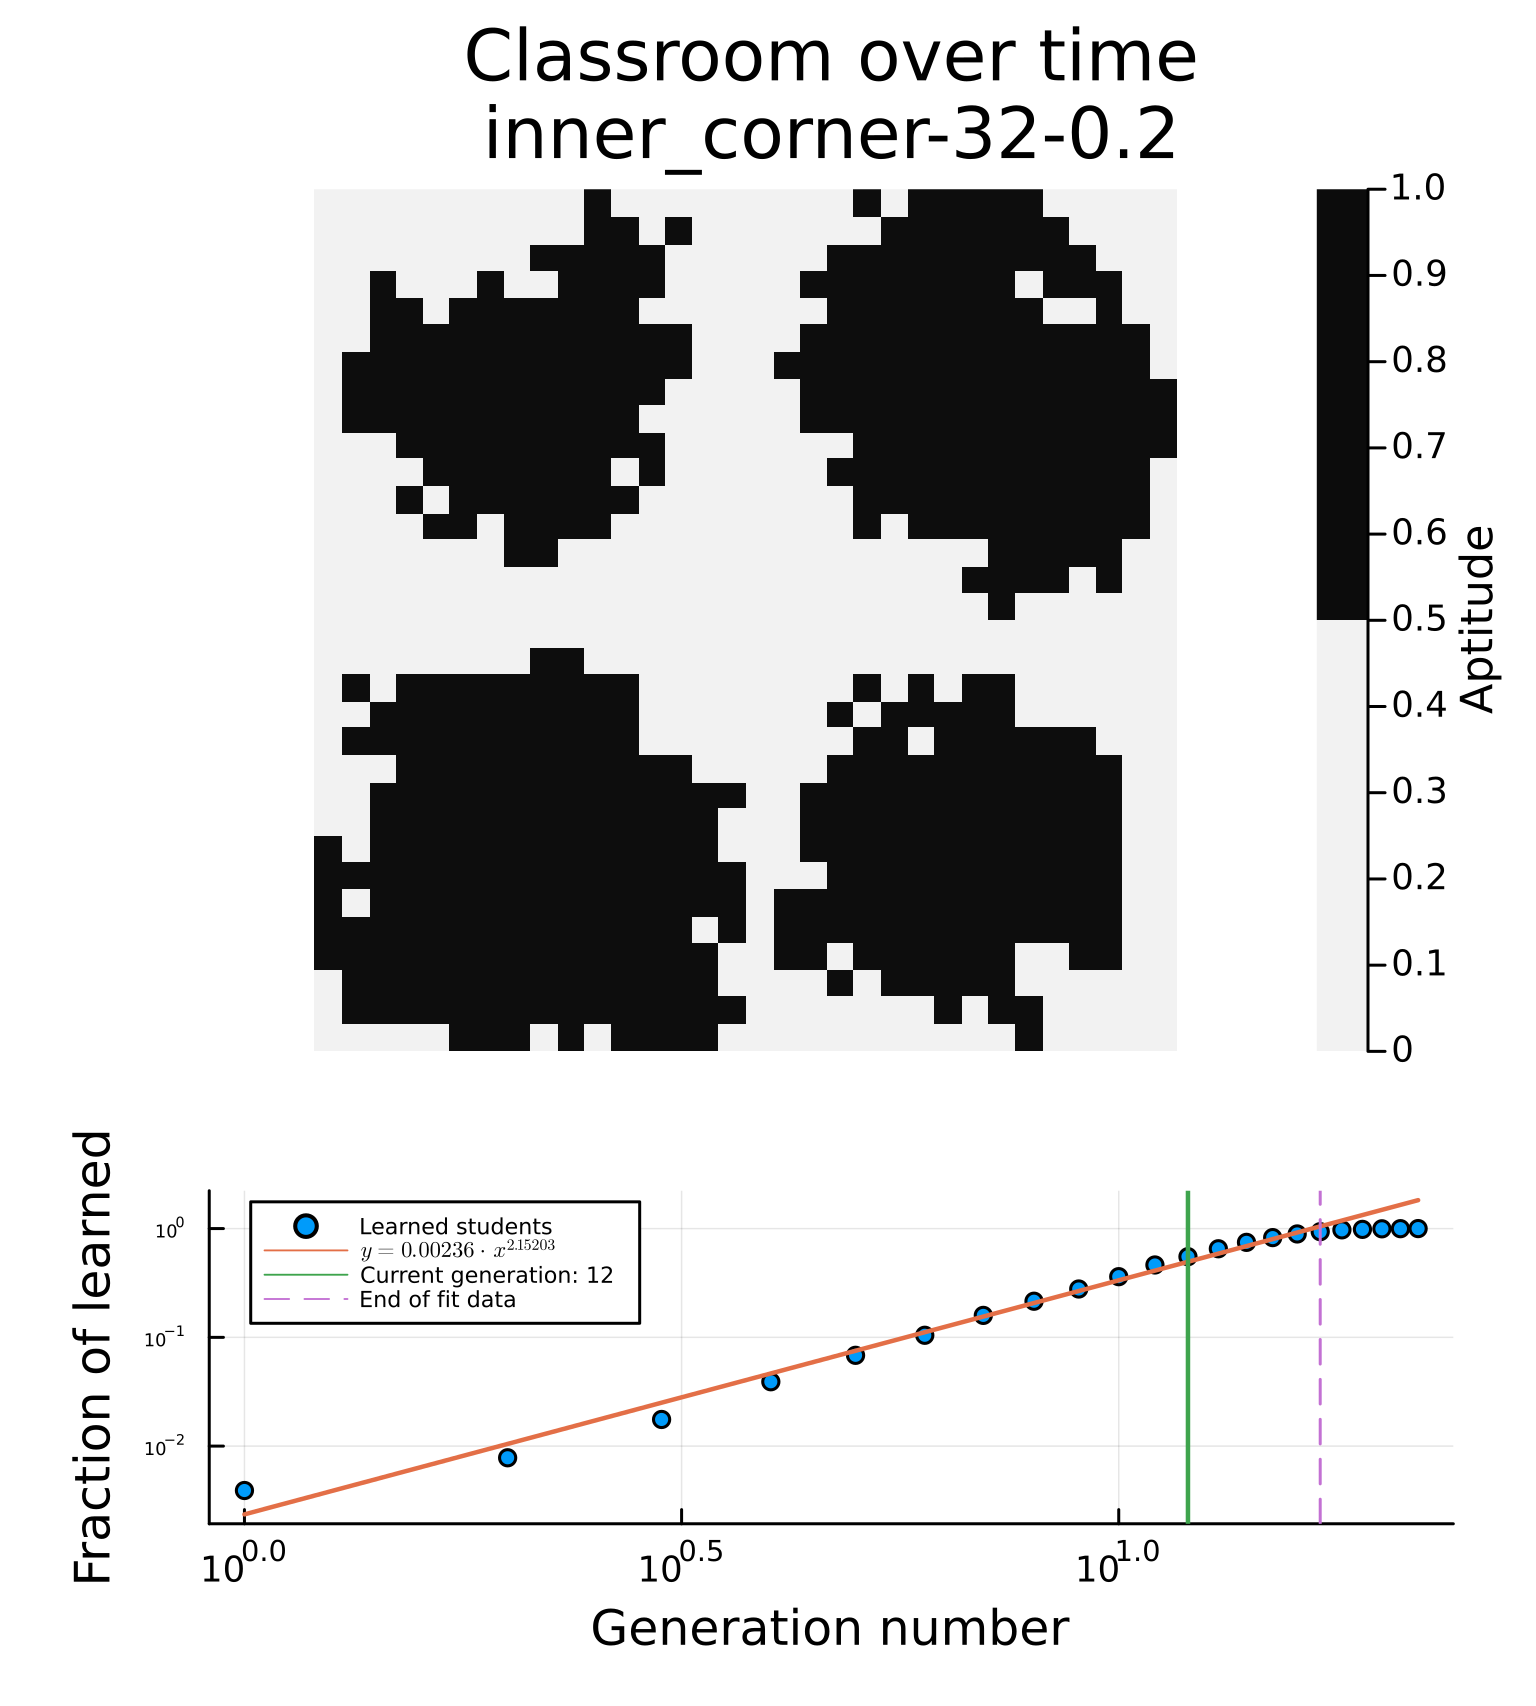 Classroom over time
inner_corner-32-0.2
1.0
0.9
0.8
0.7
0.6
0.5
0.4
0.3
0.2
0.1
0
Aptitude
Fraction of learned
10^0
10^−1
10^−2
Learned students
y = 0.00236 · x^2.15203
Current generation: 12
End of fit data
10^0.0
10^0.5
10^1.0
Generation number